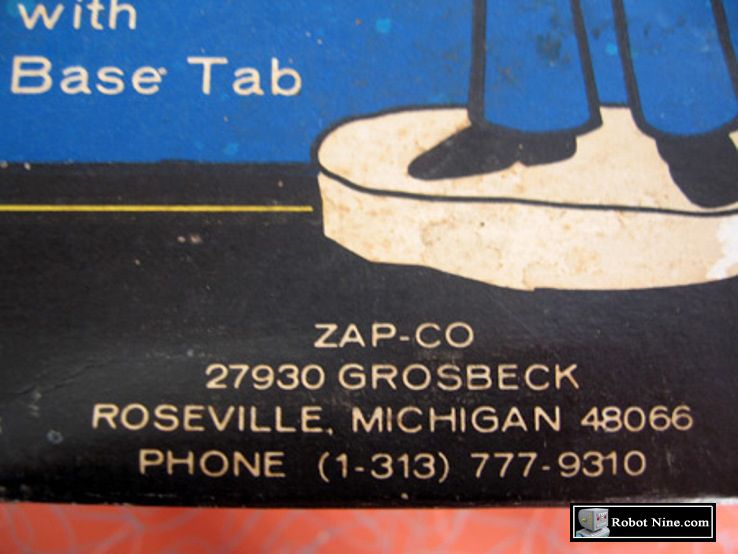 with
Base Tab
ZAP-CO
27930 GROSBECK
ROSEVILLE, MICHIGAN 48066
PHONE (1-313) 777-9310
Robot Nine.com